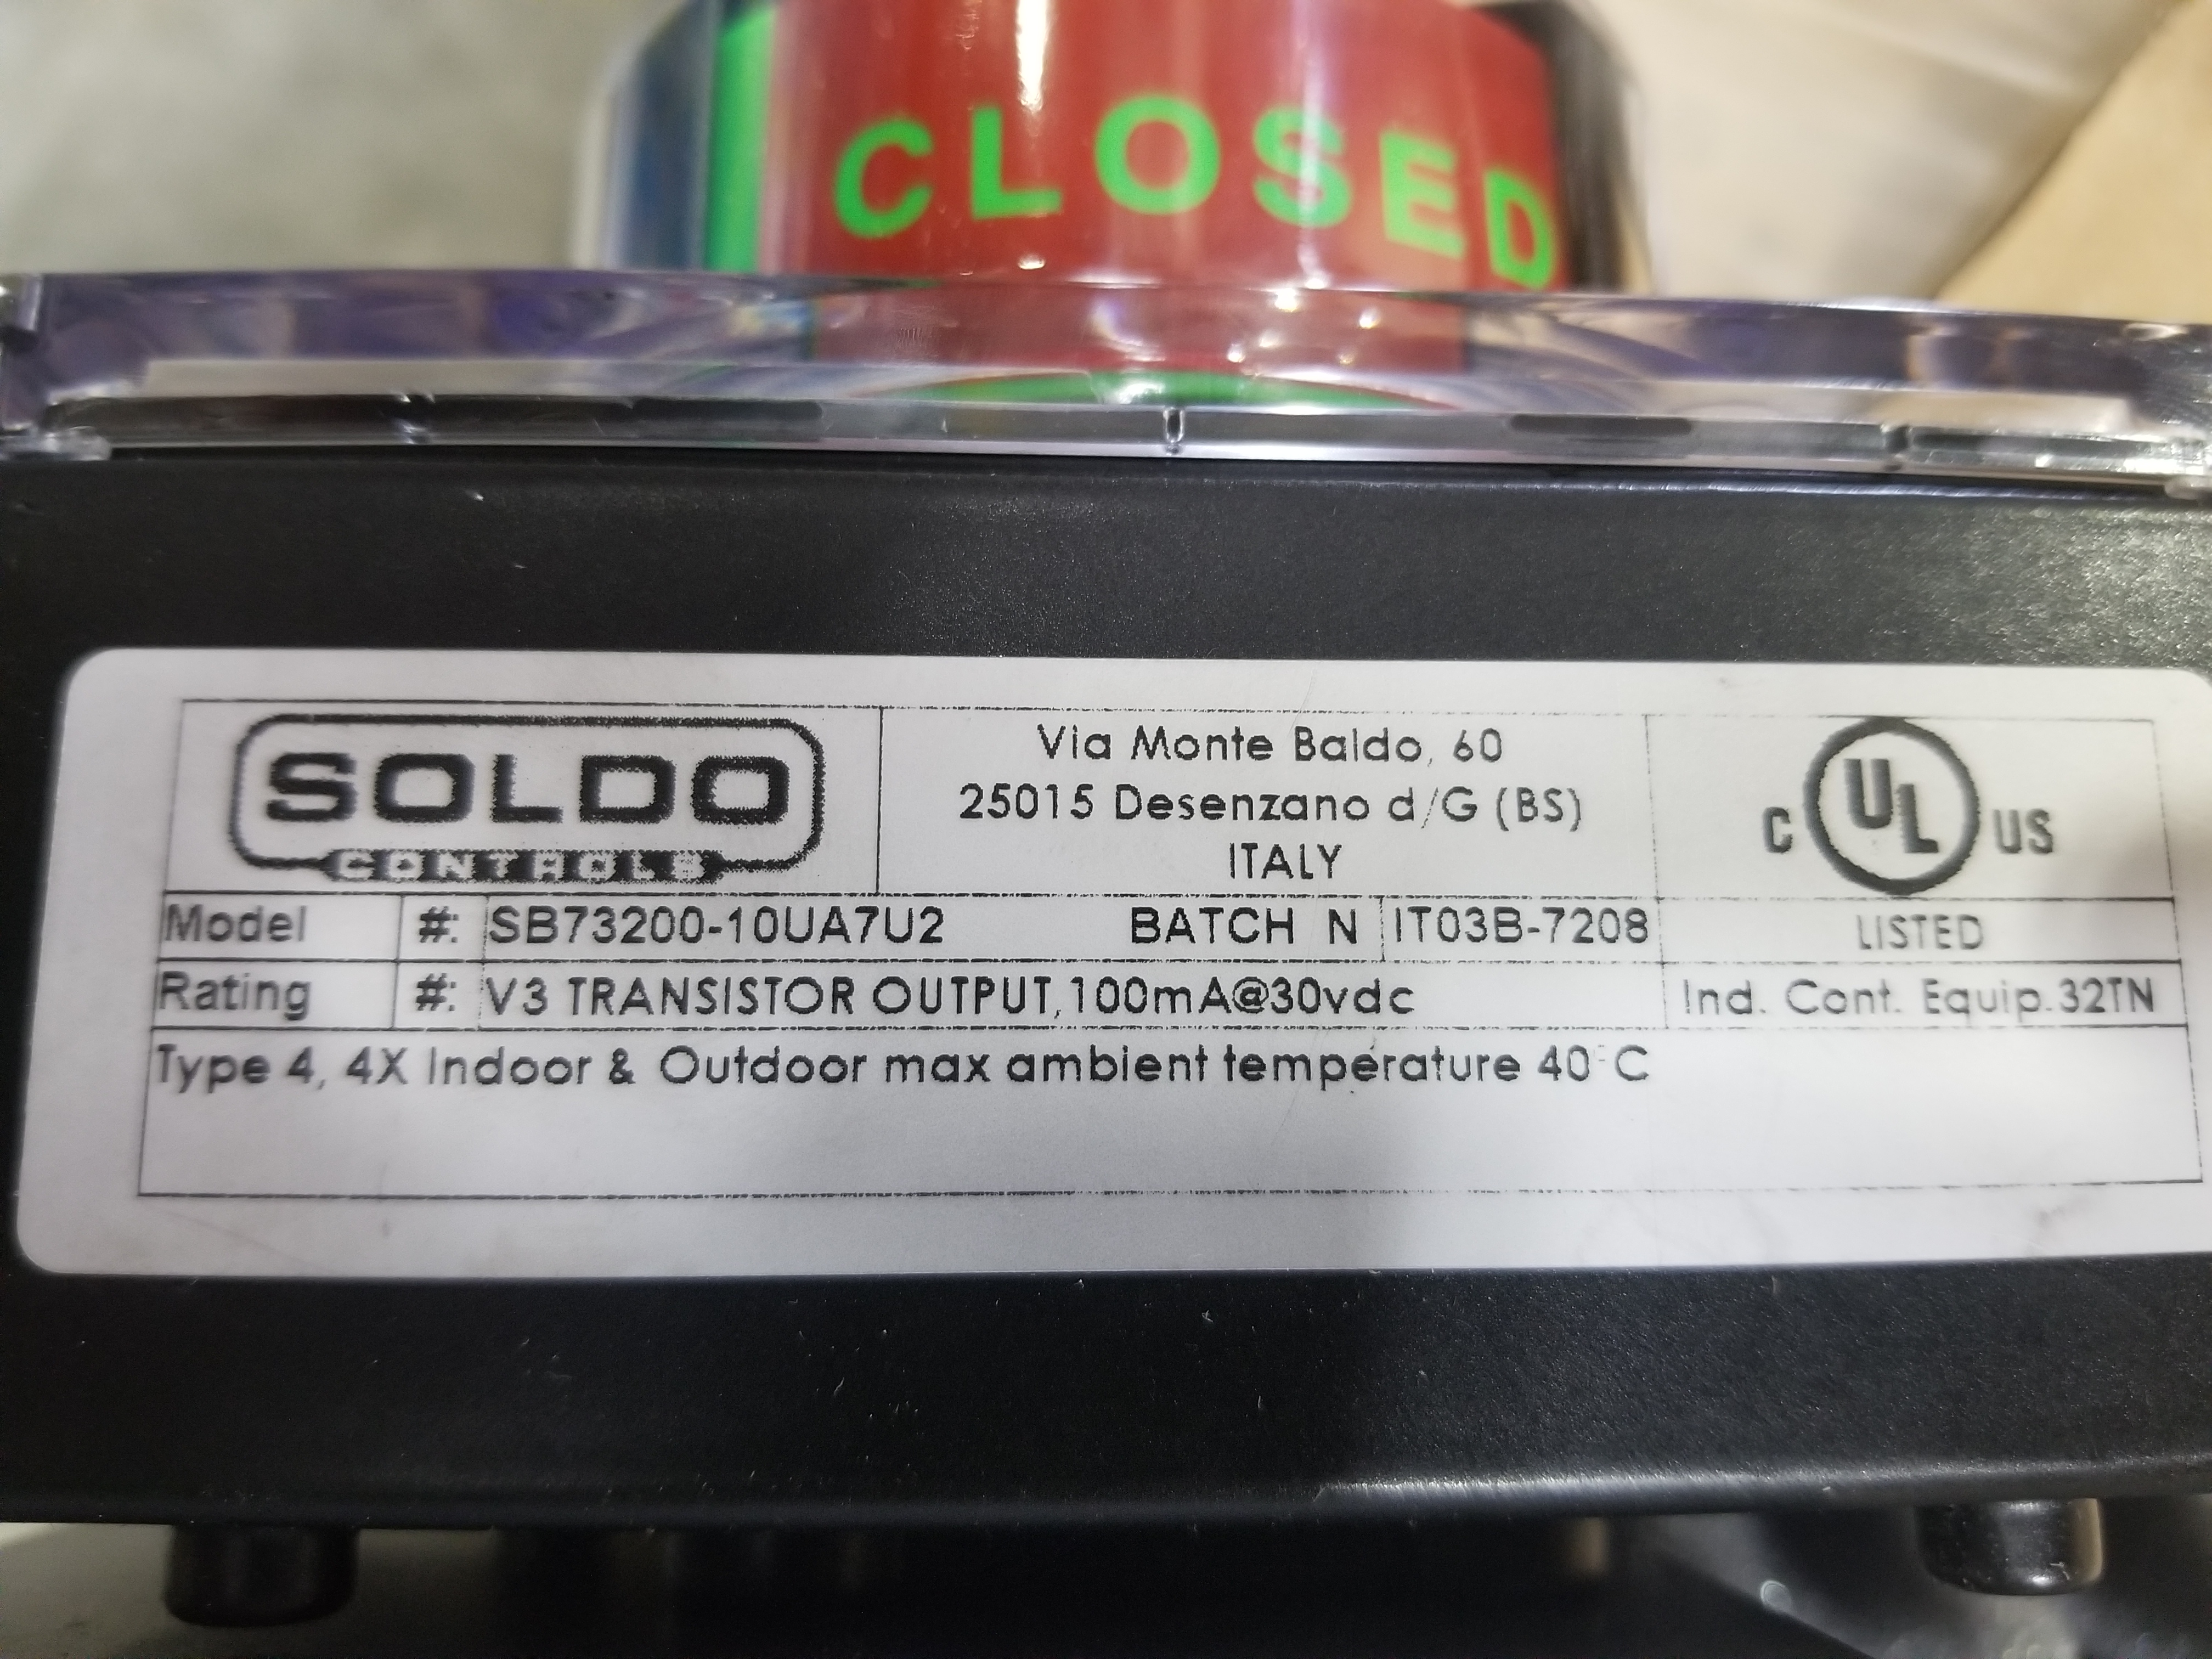 CLOSED
SOLDO
CONTROLS
Via Monte Baldo, 60
25015 Desenzano d/G (BS)
ITALY
C UL US
LISTED
Model #: SB73200-10UA7U2 BATCH N IT03B-7208
Rating #: V3 TRANSISTOR OUTPUT,100mA@30vdc
Ind. Cont. Equip.32TN
Type 4, 4X Indoor & Outdoor max ambient temperature 40°C